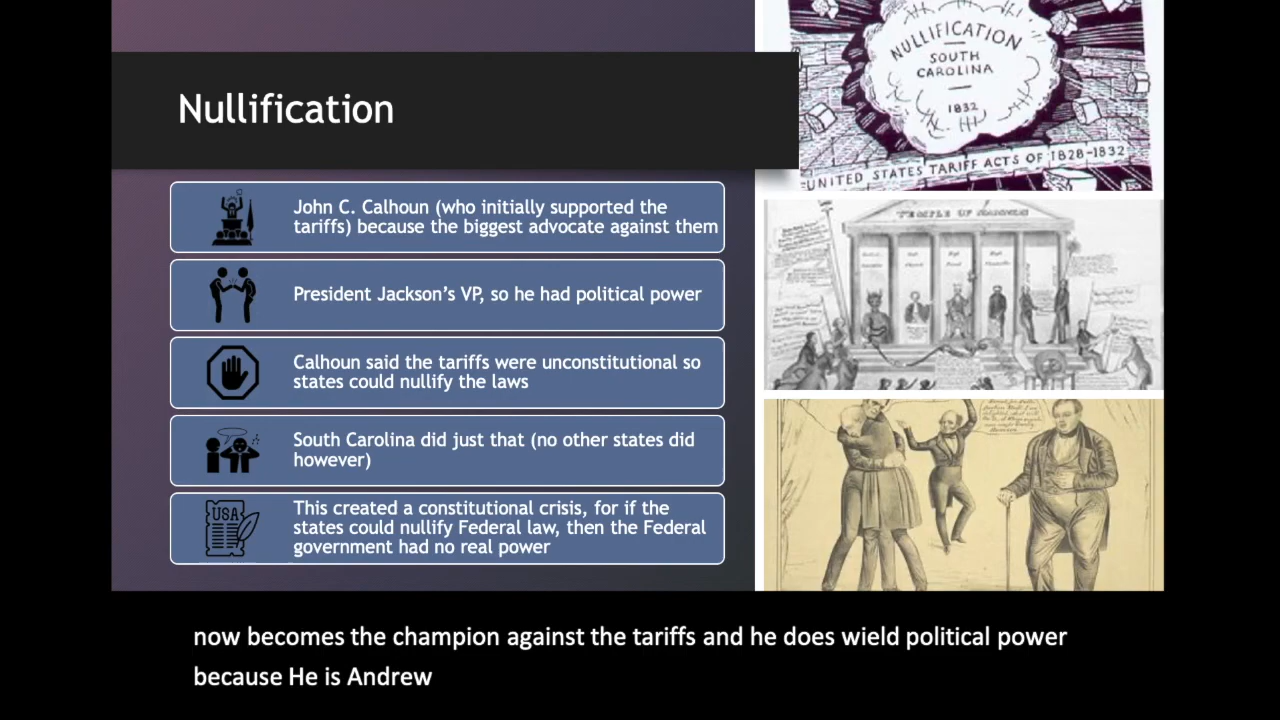 Nullification
John C. Calhoun (who initially supported the
tariffs) because the biggest advocate against them
President Jackson's VP, so he had political power
Calhoun said the tariffs were unconstitutional so
states could nullify the laws
South Carolina did just that (no other states did
however)
USA
This created a constitutional crisis, for if the
states could nullify Federal law, then the Federal
government had no real power
NULLIFICATION
SOUTH
CAROLINA
1832
UNITED STATES TARIFF ACTS OF 1828-1832
TEMPLE OF
now becomes the champion against the tariffs and he does wield political power
because He is Andrew